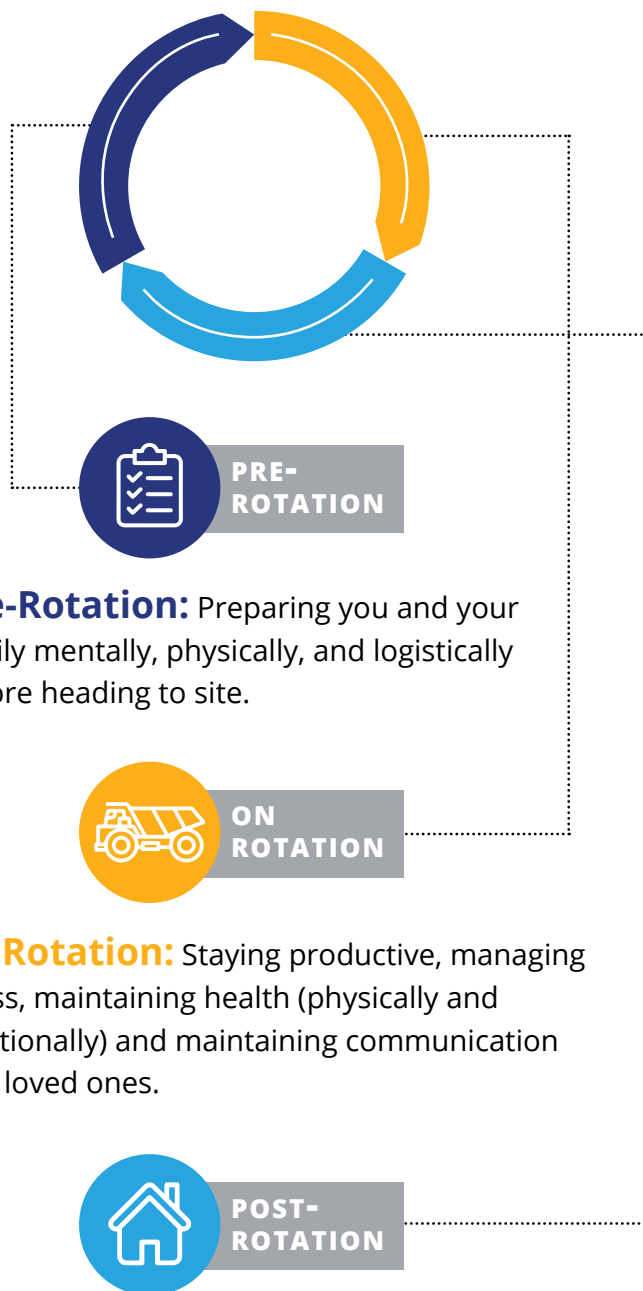 PRE-
ROTATION
e-Rotation: Preparing you and your
ily mentally, physically, and logistically
ore heading to site.
ON
ROTATION
Rotation: Staying productive, managing
ss, maintaining health (physically and
tionally) and maintaining communication
loved ones.
POST-
ROTATION